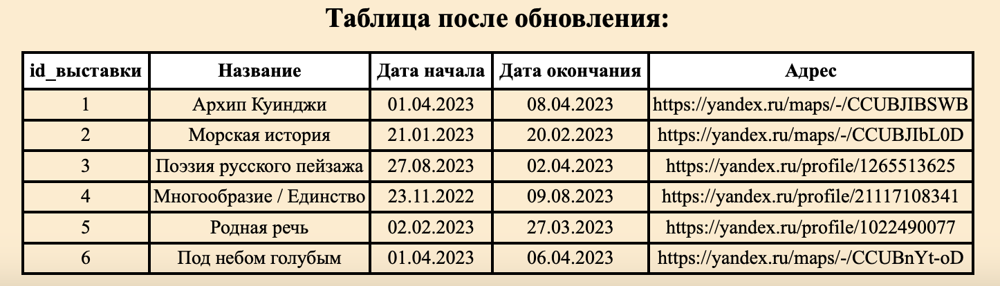 Таблица после обновления:
id_выставки Название Дата начала Дата окончания Адрес
1 Архип Куинджи 01.04.2023 08.04.2023 https://yandex.ru/maps/-/CCUBJIBSWB
2 Морская история 21.01.2023 20.02.2023 https://yandex.ru/maps/-/CCUBJIbL0D
3 Поэзия русского пейзажа 27.08.2023 02.04.2023 https://yandex.ru/profile/1265513625
4 Многообразие / Единство 23.11.2022 09.08.2023 https://yandex.ru/profile/21117108341
5 Родная речь 02.02.2023 27.03.2023 https://yandex.ru/profile/1022490077
6 Под небом голубым 01.04.2023 06.04.2023 https://yandex.ru/maps/-/CCUBnYt-oD